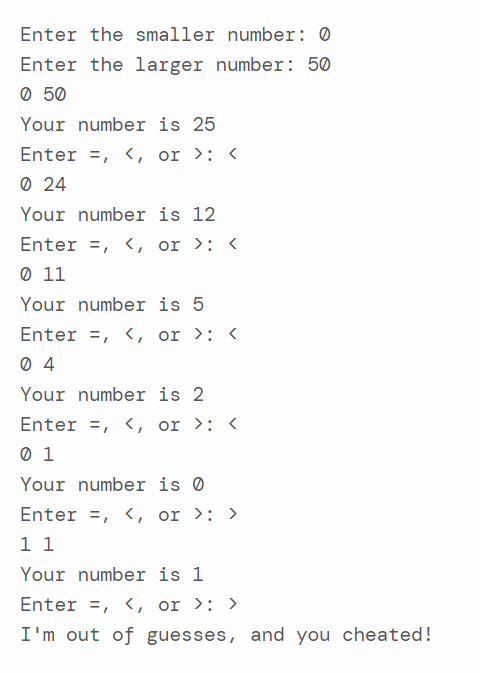 Enter the smaller number: 0
Enter the larger number: 50
0 50
Your number is 25
Enter =, <, or >: <
0 24
Your number is 12
Enter =, <, or >: <
0 11
Your number is 5
Enter =, <, or >: <
0 4
Your number is 2
Enter =, <, or >: <
0 1
Your number is 0
Enter =, <, or >: >
1 1
Your number is 1
Enter =, <, or >: >
I'm out of guesses, and you cheated!